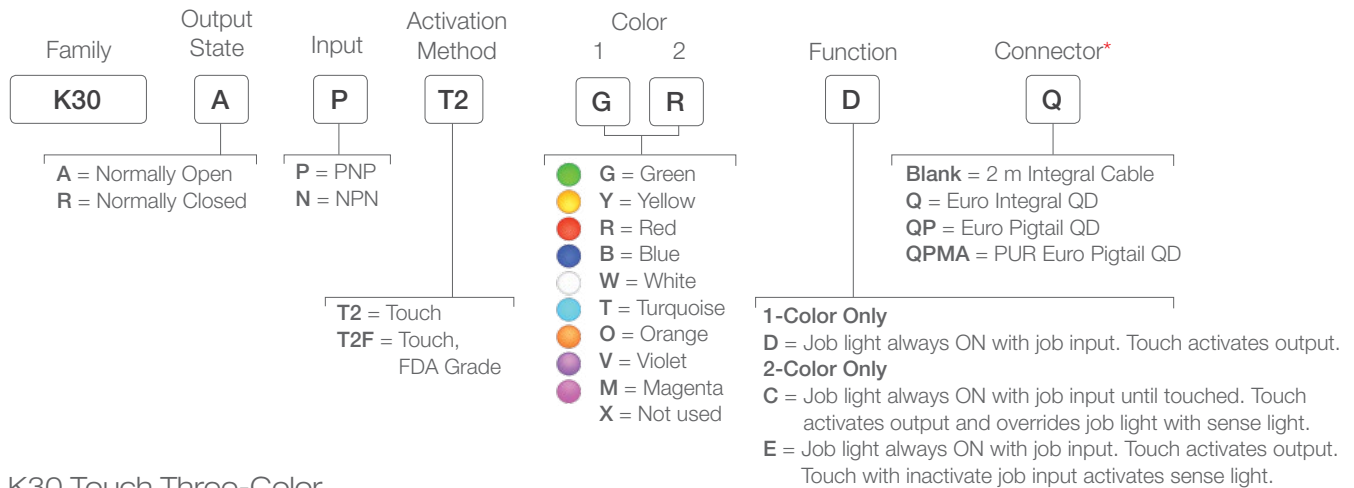 Family
Output
State
Input
Activation
Method
Color
1 2
Function
Connector*
K30 A P T2 G R D Q
A = Normally Open
R = Normally Closed
P = PNP
N = NPN
T2 = Touch
T2F = Touch,
FDA Grade
G = Green
Y = Yellow
R = Red
B = Blue
W = White
T = Turquoise
O = Orange
V = Violet
M = Magenta
X = Not used
Blank = 2 m Integral Cable
Q = Euro Integral QD
QP = Euro Pigtail QD
QPMA = PUR Euro Pigtail QD
1-Color Only
D = Job light always ON with job input. Touch activates output.
2-Color Only
C = Job light always ON with job input until touched. Touch
activates output and overrides job light with sense light.
E = Job light always ON with job input. Touch activates output.
Touch with inactivate job input activates sense light.
K30 Touch Three-Color